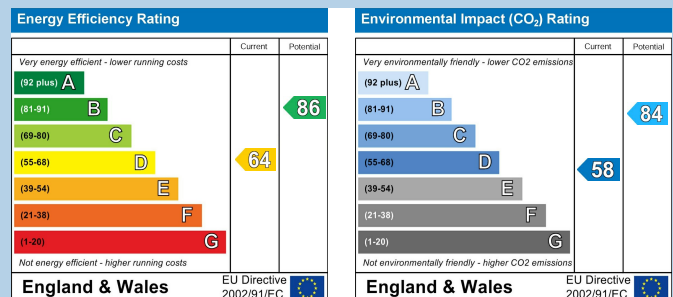 Energy Efficiency Rating
Current
Potential
Very energy efficient - lower running costs
(92 plus) A
(81-91) B
86
(69-80) C
(55-68) D
64
(39-54) E
(21-38) F
(1-20) G
Not energy efficient - higher running costs
England & Wales
EU Directive
2002/91/EC
Environmental Impact (CO₂) Rating
Current
Potential
Very environmentally friendly - lower CO2 emissions
(92 plus) A
(81-91) B
84
(69-80) C
(55-68) D
58
(39-54) E
(21-38) F
(1-20) G
Not environmentally friendly - higher CO2 emissions
England & Wales
EU Directive
2002/91/EC